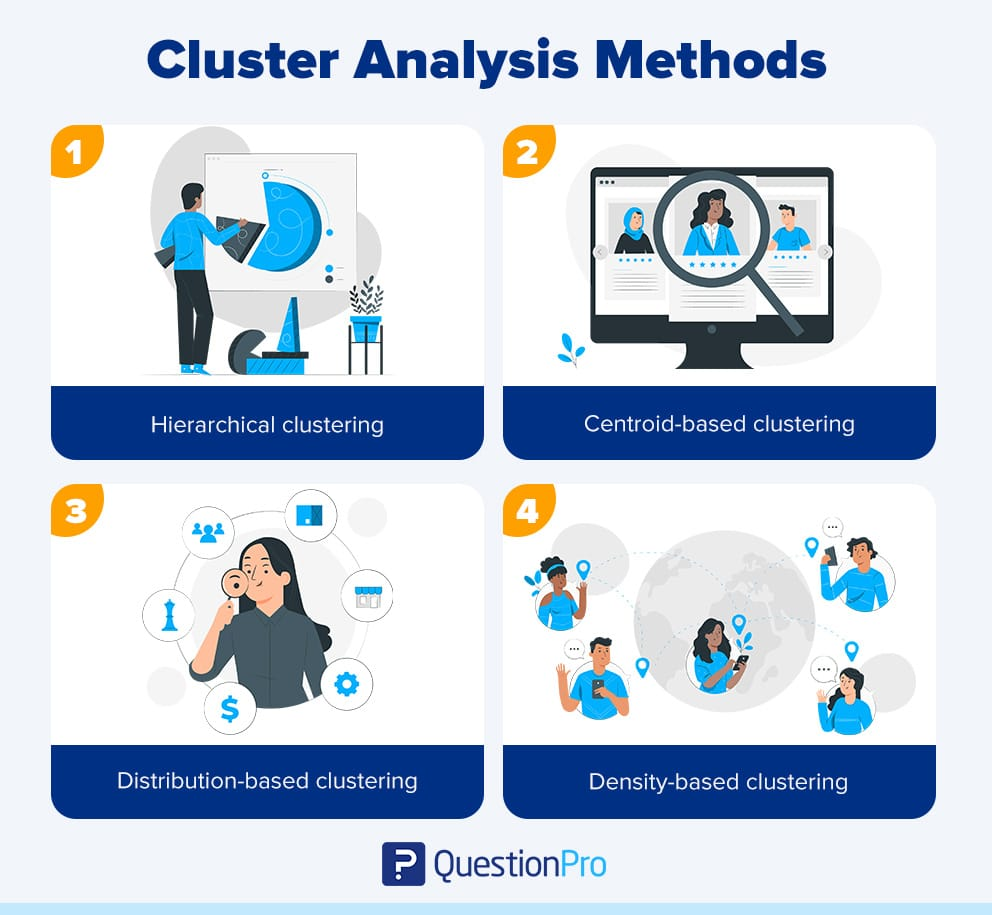 Cluster Analysis Methods
1
2
Hierarchical clustering
Centroid-based clustering
3
4
$
Distribution-based clustering
Density-based clustering
? QuestionPro